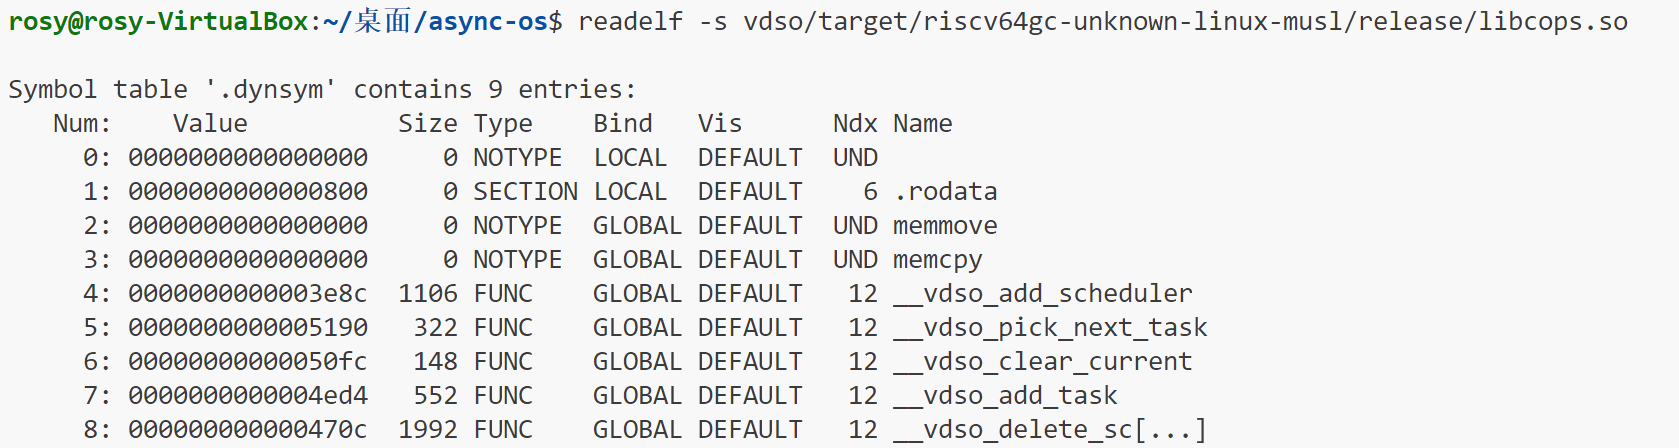 rosy@rosy-VirtualBox:~/桌面/async-os$ readelf -s vdso/target/riscv64gc-unknown-linux-musl/release/libcops.so
Symbol table '.dynsym' contains 9 entries:
   Num:    Value          Size Type    Bind   Vis      Ndx Name
     0: 0000000000000000     0 NOTYPE  LOCAL  DEFAULT  UND
     1: 0000000000000800     0 SECTION LOCAL  DEFAULT    6 .rodata
     2: 0000000000000000     0 NOTYPE  GLOBAL DEFAULT  UND memmove
     3: 0000000000000000     0 NOTYPE  GLOBAL DEFAULT  UND memcpy
     4: 0000000000003e8c  1106 FUNC    GLOBAL DEFAULT   12 __vdso_add_scheduler
     5: 0000000000005190   322 FUNC    GLOBAL DEFAULT   12 __vdso_pick_next_task
     6: 00000000000050fc   148 FUNC    GLOBAL DEFAULT   12 __vdso_clear_current
     7: 0000000000004ed4   552 FUNC    GLOBAL DEFAULT   12 __vdso_add_task
     8: 000000000000470c  1992 FUNC    GLOBAL DEFAULT   12 __vdso_delete_sc[...]